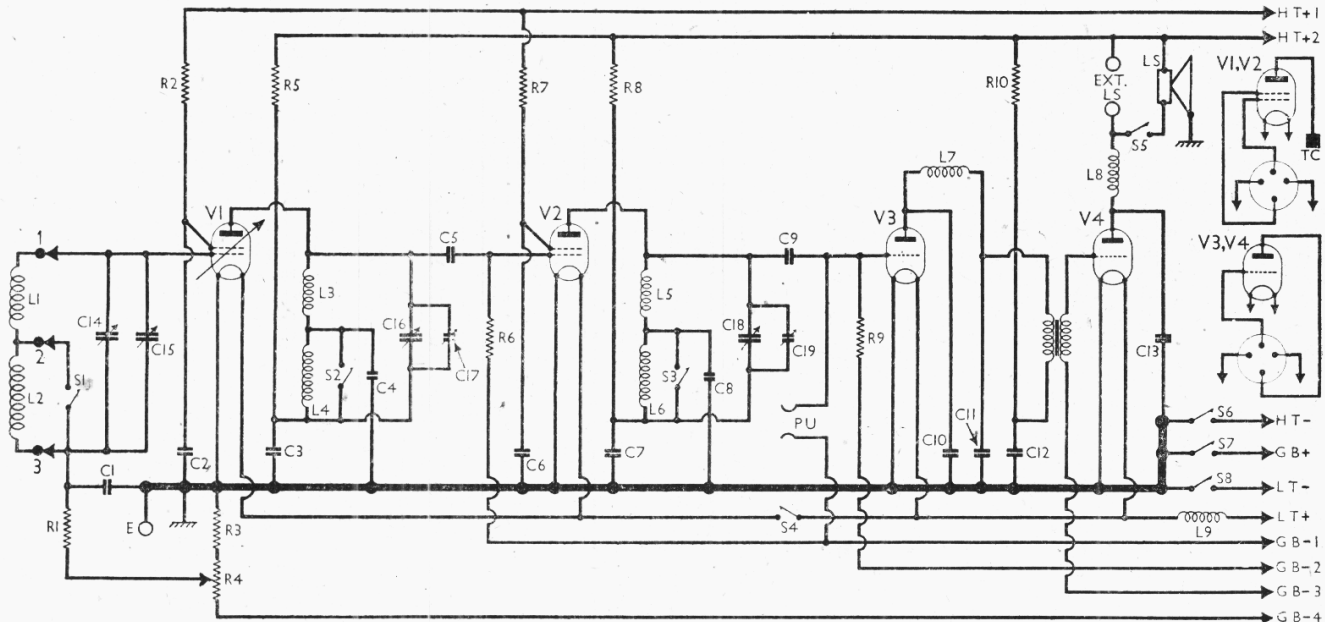 HT+1
HT+2
R2
R5
R7
R8
R10
EXT. LS
LS
V1,V2
S5
TC
L7
L8
V1
V2
V3
V4
V3,V4
1
C5
C9
L1
C14
C15
L3
C16
L5
C18
R6
R9
C13
2
S1
S2
C4
C17
S3
C8
C19
L2
L4
L6
PU
C11
S6
HT-
3
C1
C2
C3
C6
C7
C10
C12
S7
GB+
S8
LT-
E
R1
R3
S4
LT+
L9
GB-1
R4
GB-2
GB-3
GB-4